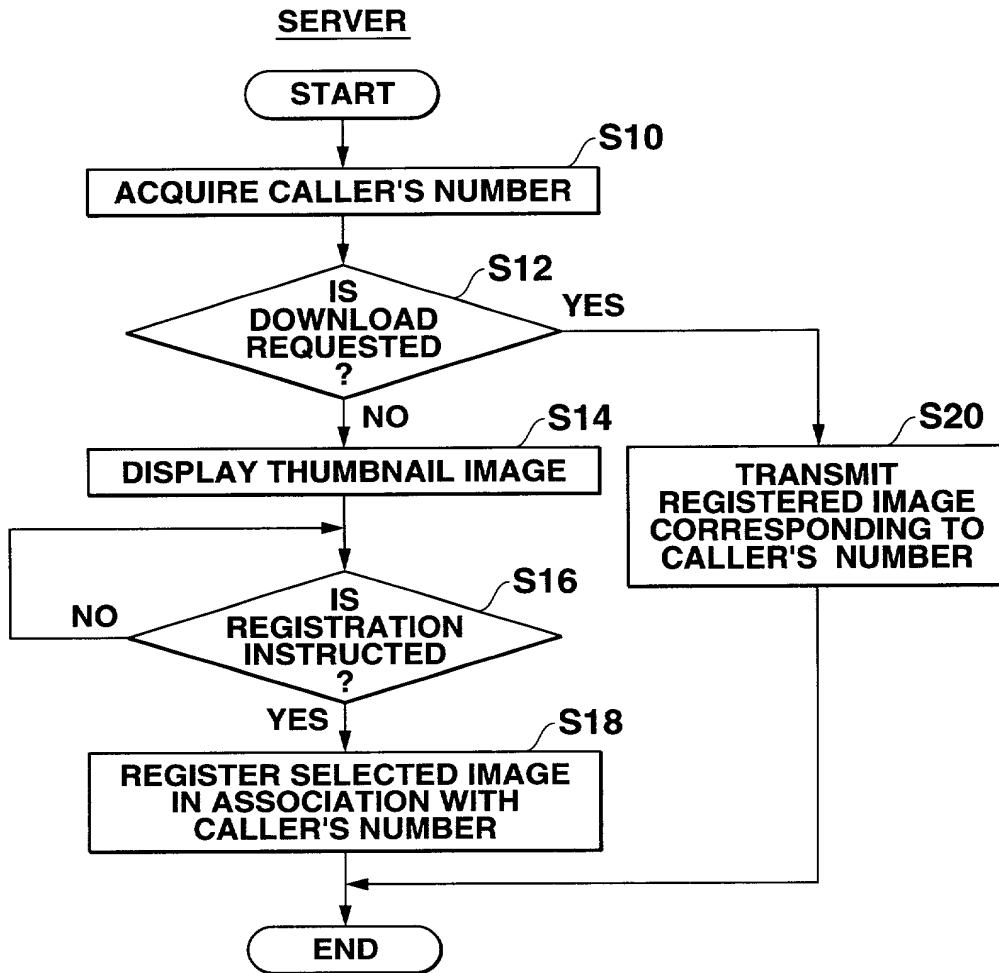 SERVER
START
S10
ACQUIRE CALLER'S NUMBER
S12
IS
DOWNLOAD
REQUESTED
?
YES
NO
S14
DISPLAY THUMBNAIL IMAGE
S20
TRANSMIT
REGISTERED IMAGE
CORRESPONDING TO
CALLER'S NUMBER
S16
IS
REGISTRATION
INSTRUCTED
?
NO
YES
S18
REGISTER SELECTED IMAGE
IN ASSOCIATION WITH
CALLER'S NUMBER
END